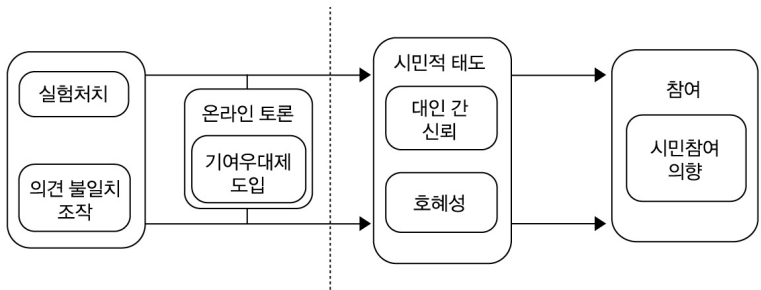 실험처치
의견 불일치
조작
온라인 토론
기여우대제
도입
시민적 태도
대인 간
신뢰
호혜성
참여
시민참여
의향